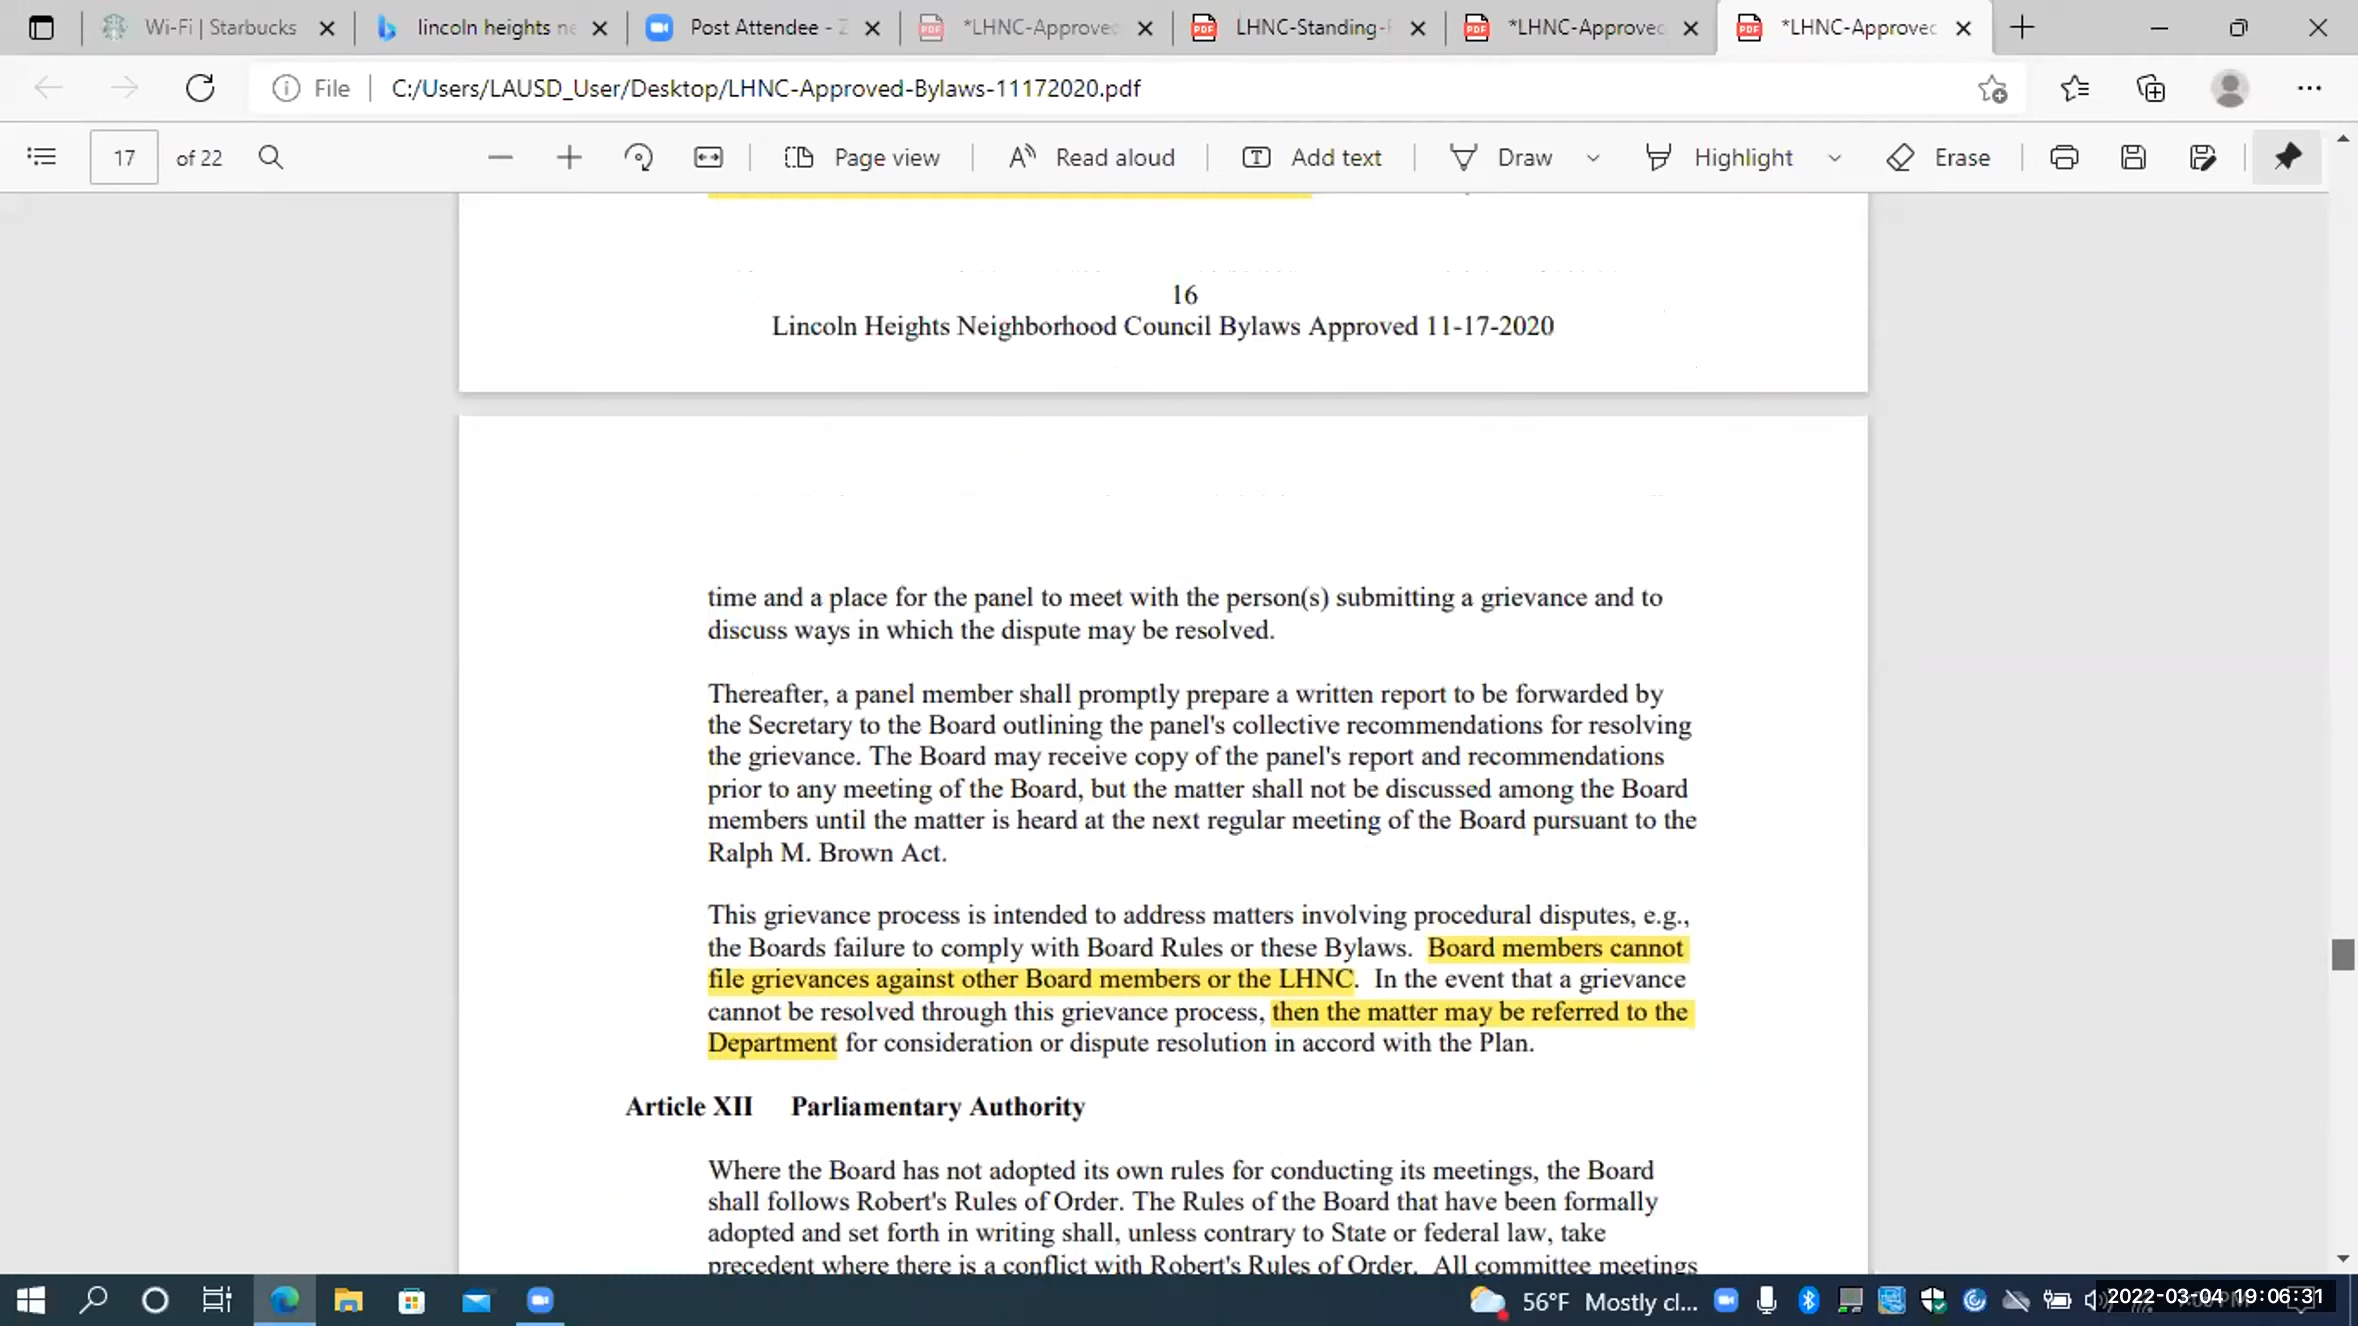 Wi-Fi | Starbucks
lincoln heights ne
Post Attendee - Z
*LHNC-Approved
LHNC-Standing-R
*LHNC-Approved
*LHNC-Approved
File
C:/Users/LAUSD_User/Desktop/LHNC-Approved-Bylaws-11172020.pdf
17 of 22
Page view
Read aloud
Add text
Draw
Highlight
Erase
16
Lincoln Heights Neighborhood Council Bylaws Approved 11-17-2020
time and a place for the panel to meet with the person(s) submitting a grievance and to
discuss ways in which the dispute may be resolved.
Thereafter, a panel member shall promptly prepare a written report to be forwarded by
the Secretary to the Board outlining the panel's collective recommendations for resolving
the grievance. The Board may receive copy of the panel's report and recommendations
prior to any meeting of the Board, but the matter shall not be discussed among the Board
members until the matter is heard at the next regular meeting of the Board pursuant to the
Ralph M. Brown Act.
This grievance process is intended to address matters involving procedural disputes, e.g.,
the Boards failure to comply with Board Rules or these Bylaws. Board members cannot
file grievances against other Board members or the LHNC. In the event that a grievance
cannot be resolved through this grievance process, then the matter may be referred to the
Department for consideration or dispute resolution in accord with the Plan.
Article XII Parliamentary Authority
Where the Board has not adopted its own rules for conducting its meetings, the Board
shall follows Robert's Rules of Order. The Rules of the Board that have been formally
adopted and set forth in writing shall, unless contrary to State or federal law, take
precedent where there is a conflict with Robert's Rules of Order. All committee meetings
56°F Mostly cl...
2022-03-04 19:06:31